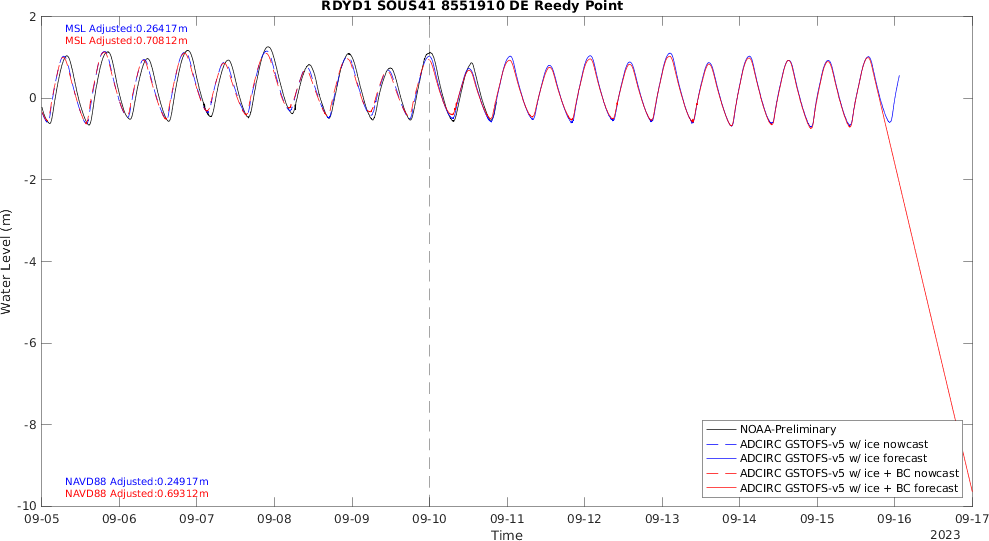 RDYD1 SOUS41 8551910 DE Reedy Point
MSL Adjusted:0.26417m
MSL Adjusted:0.70812m
2
0
-2
-4
-6
-8
-10
Water Level (m)
NOAA-Preliminary
ADCIRC GSTOFS-v5 w/ ice nowcast
ADCIRC GSTOFS-v5 w/ ice forecast
ADCIRC GSTOFS-v5 w/ ice + BC nowcast
ADCIRC GSTOFS-v5 w/ ice + BC forecast
NAVD88 Adjusted:0.24917m
NAVD88 Adjusted:0.69312m
09-05 09-06 09-07 09-08 09-09 09-10 09-11 09-12 09-13 09-14 09-15 09-16 09-17
Time
2023